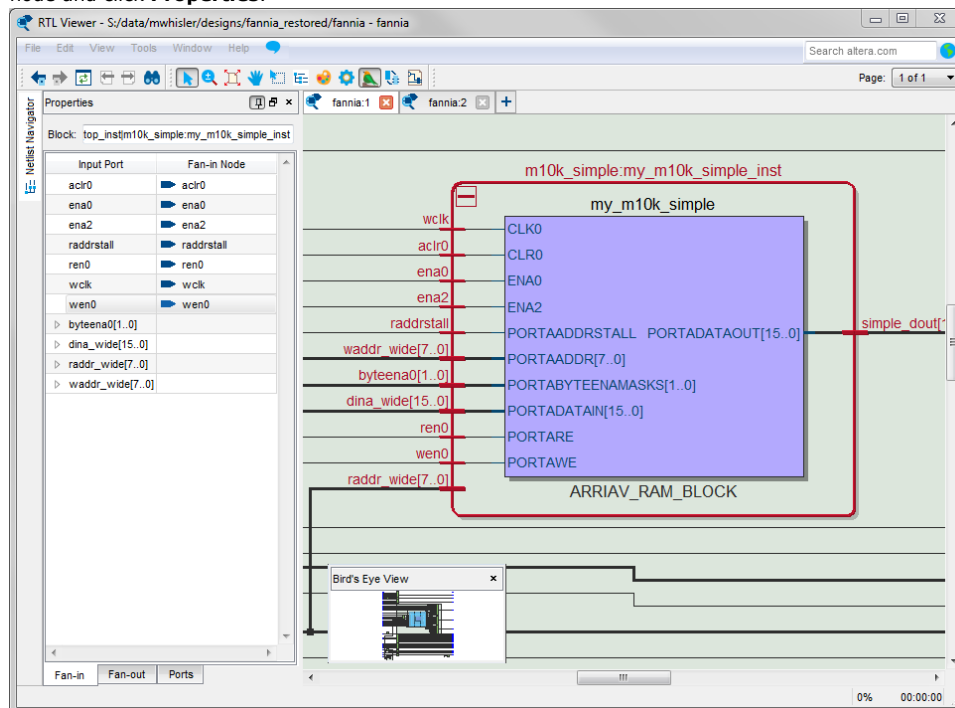 node and click Properties.
RTL Viewer - S:/data/mwhisler/designs/fannia_restored/fannia - fannia
File Edit View Tools Window Help
Search altera.com
Page: 1 of 1
Netlist Navigator
Properties
fannia:1
fannia:2
Block: top_inst|m10k_simple:my_m10k_simple_inst
Input Port Fan-in Node
aclr0 aclr0
ena0 ena0
ena2 ena2
raddrstall raddrstall
ren0 ren0
wclk wclk
wen0 wen0
byteena0[1..0]
dina_wide[15..0]
raddr_wide[7..0]
waddr_wide[7..0]
m10k_simple:my_m10k_simple_inst
my_m10k_simple
wclk CLK0
aclr0 CLR0
ena0 ENA0
ena2 ENA2
raddrstall PORTAADDRSTALL PORTADATAOUT[15..0] simple_dout[
waddr_wide[7..0] PORTAADDR[7..0]
byteena0[1..0] PORTABYTEENAMASKS[1..0]
dina_wide[15..0] PORTADATAIN[15..0]
ren0 PORTARE
wen0 PORTAWE
raddr_wide[7..0]
ARRIAV_RAM_BLOCK
Bird's Eye View
Fan-in Fan-out Ports
0% 00:00:00